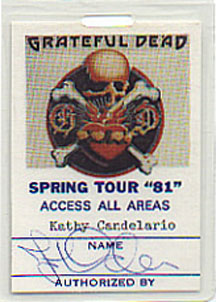 GRATEFUL DEAD
SPRING TOUR "81"
ACCESS ALL AREAS
Kathy Candelario
NAME
AUTHORIZED BY